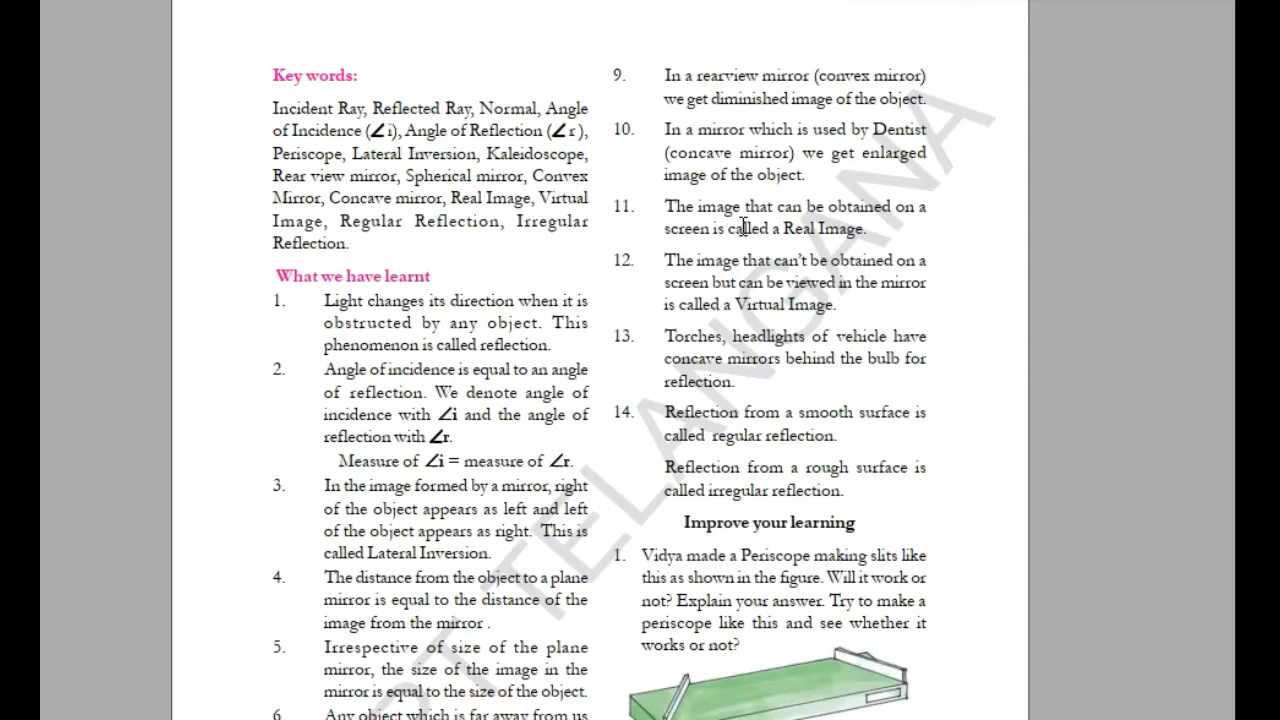 Key words:
Incident Ray, Reflected Ray, Normal, Angle
of Incidence (∠i), Angle of Reflection (∠r),
Periscope, Lateral Inversion, Kaleidoscope,
Rear view mirror, Spherical mirror, Convex
Mirror, Concave mirror, Real Image, Virtual
Image, Regular Reflection, Irregular
Reflection.
What we have learnt
1. Light changes its direction when it is
obstructed by any object. This
phenomenon is called reflection.
2. Angle of incidence is equal to an angle
of reflection. We denote angle of
incidence with ∠i and the angle of
reflection with ∠r.
Measure of ∠i = measure of ∠r.
3. In the image formed by a mirror, right
of the object appears as left and left
of the object appears as right. This is
called Lateral Inversion.
4. The distance from the object to a plane
mirror is equal to the distance of the
image from the mirror .
5. Irrespective of size of the plane
mirror, the size of the image in the
mirror is equal to the size of the object.
6. Any object which is far away from us
9. In a rearview mirror (convex mirror)
we get diminished image of the object.
10. In a mirror which is used by Dentist
(concave mirror) we get enlarged
image of the object.
11. The image that can be obtained on a
screen is called a Real Image.
12. The image that can't be obtained on a
screen but can be viewed in the mirror
is called a Virtual Image.
13. Torches, headlights of vehicle have
concave mirrors behind the bulb for
reflection.
14. Reflection from a smooth surface is
called regular reflection.
Reflection from a rough surface is
called irregular reflection.
Improve your learning
1. Vidya made a Periscope making slits like
this as shown in the figure. Will it work or
not? Explain your answer. Try to make a
periscope like this and see whether it
works or not?
TELANGANA